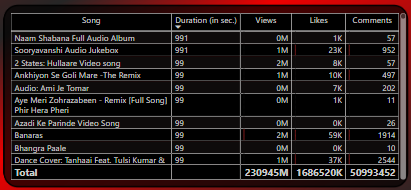 Song Duration (in sec.) Views Likes Comments
Naam Shabana Full Audio Album 991 0M 1K 57
Sooryavanshi Audio Jukebox 991 1M 23K 952
2 States: Hullaare Video song 99 2M 8K 57
Ankhiyon Se Goli Mare -The Remix 99 1M 10K 497
Audio: Ami Je Tomar 99 0M 7K 202
Aye Meri Zohrazabeen - Remix [Full Song] 99 0M 1K 11
Phir Hera Pheri
Azadi Ke Parinde Video Song 99 0M 0K 26
Banaras 99 2M 59K 1914
Bhangra Paale 99 0M 0K 10
Dance Cover: Tanhaai Feat. Tulsi Kumar & 99 1M 37K 2544
Total 230945M 1686520K 50993452